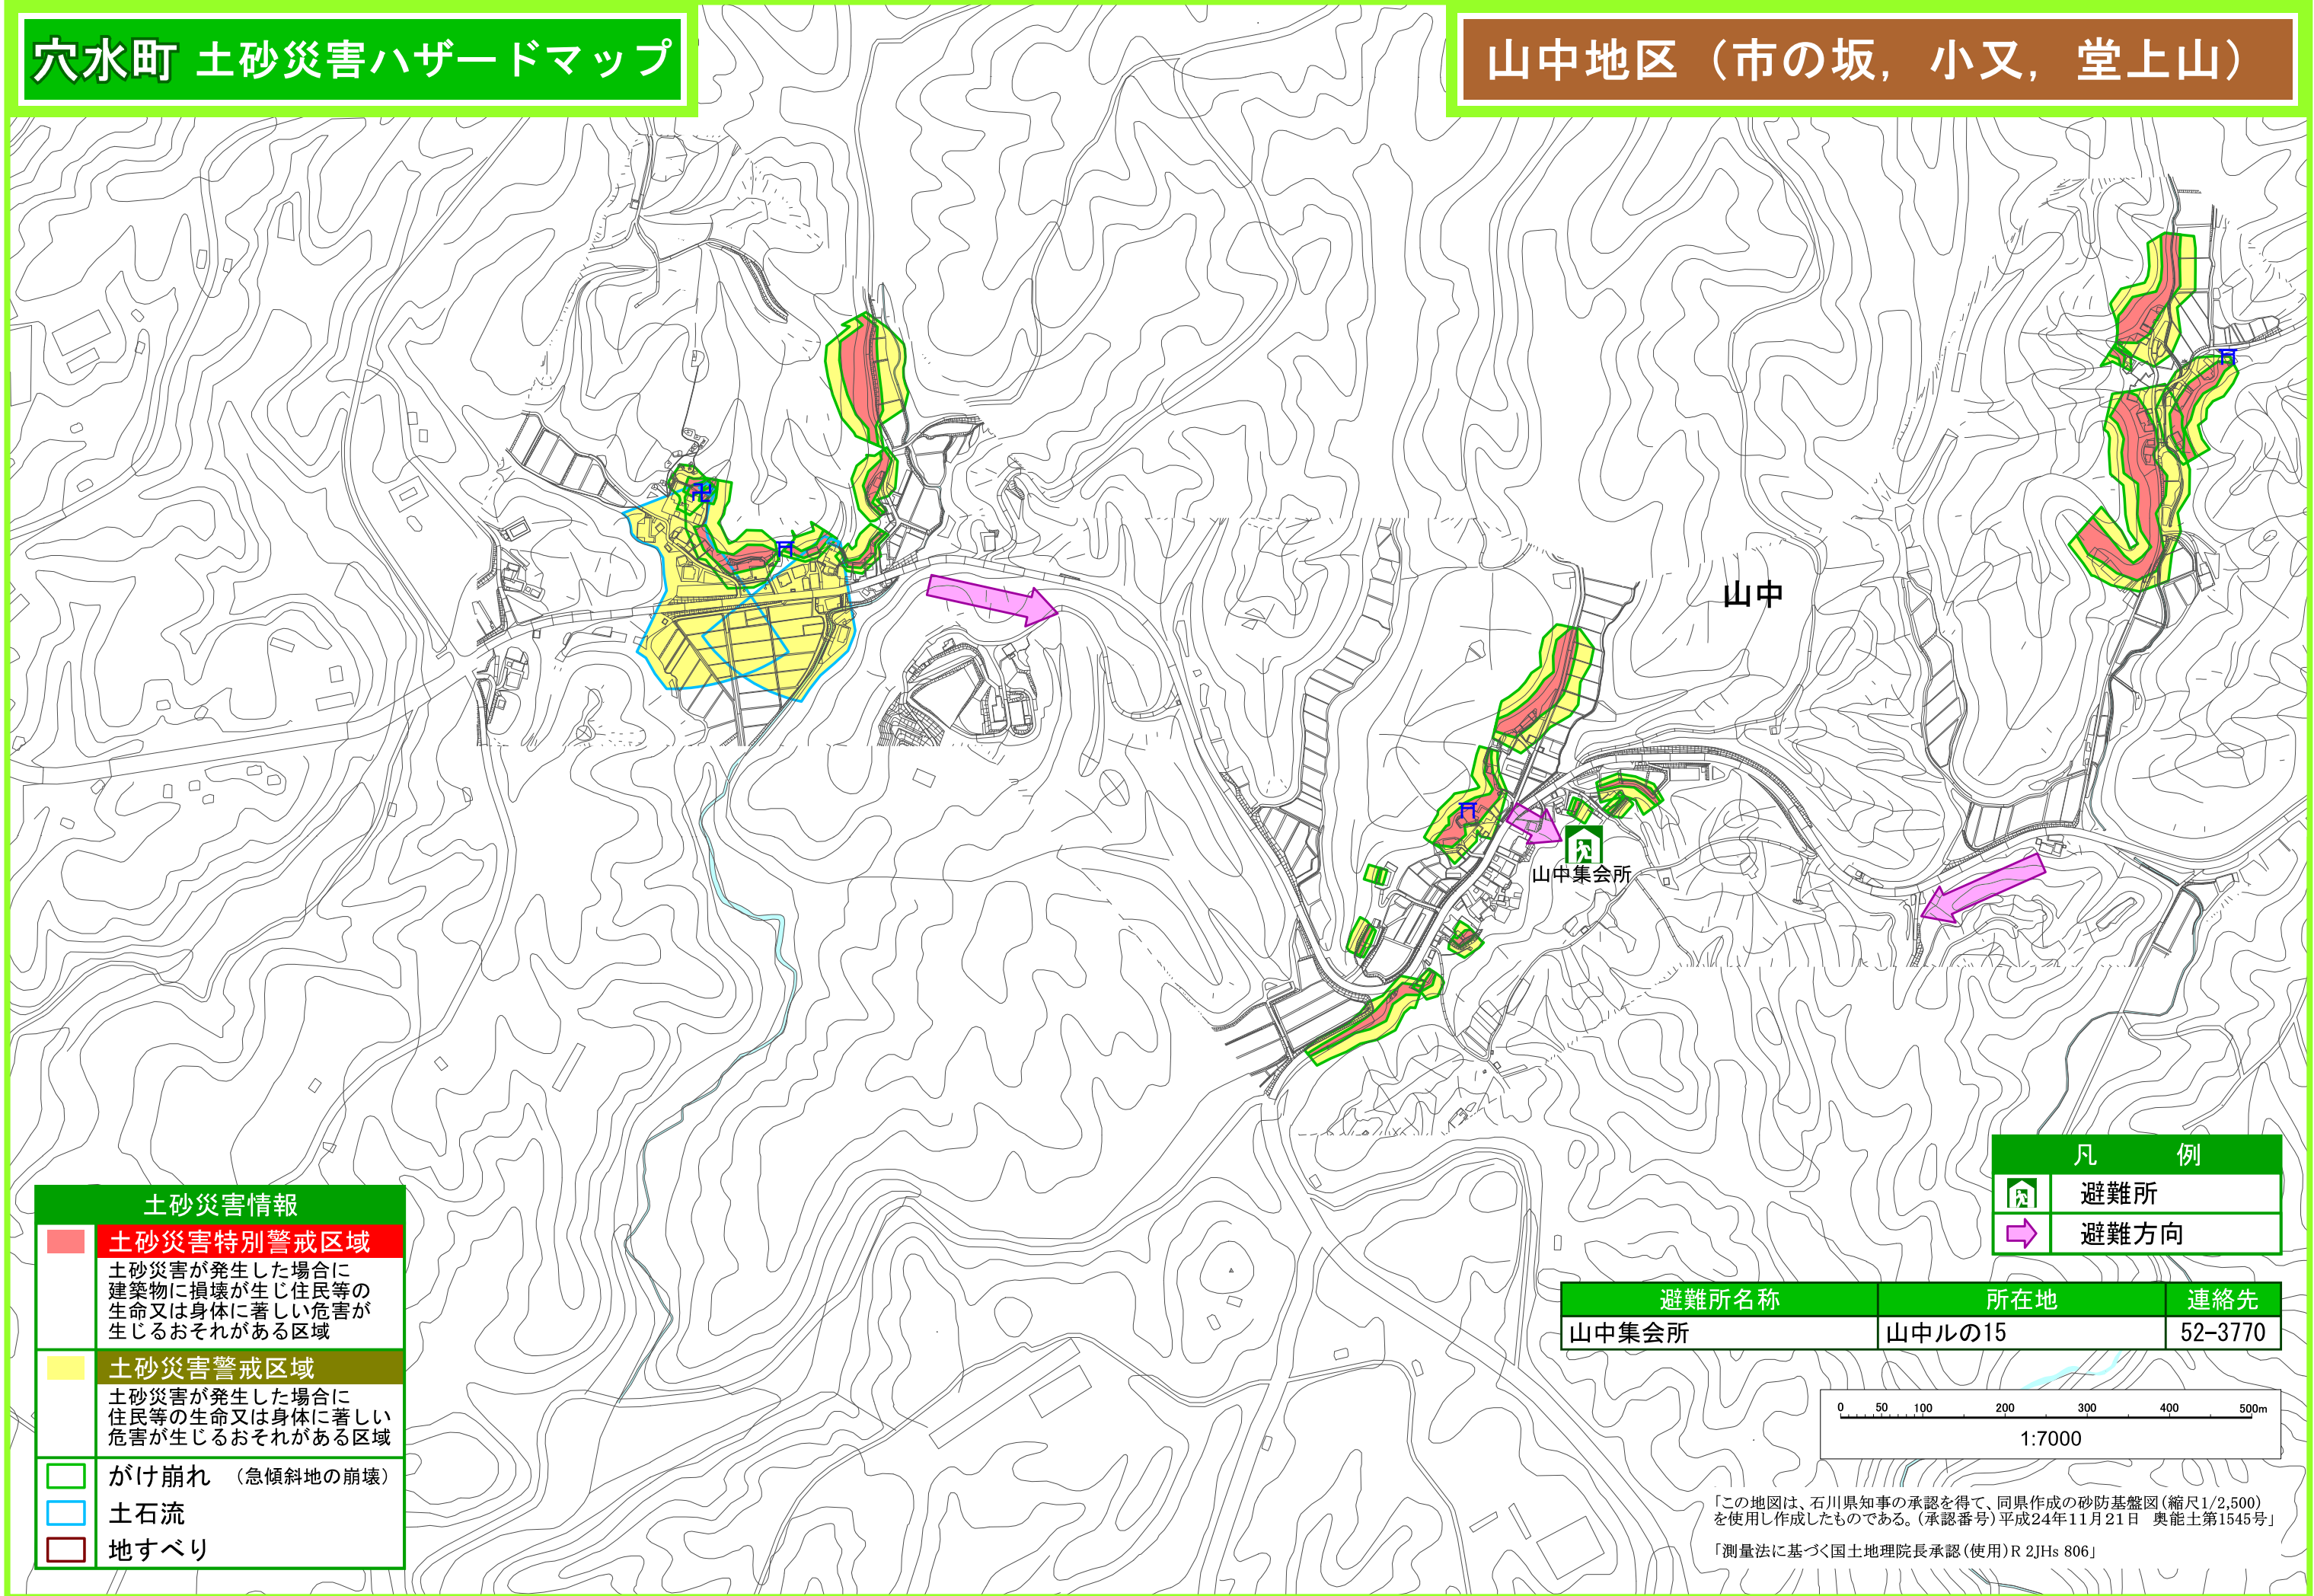 穴水町 土砂災害ハザードマップ
山中地区（市の坂，小又，堂上山）
山中
山中集会所
土砂災害情報
土砂災害特別警戒区域
土砂災害が発生した場合に
建築物に損壊が生じ住民等の
生命又は身体に著しい危害が
生じるおそれがある区域
土砂災害警戒区域
土砂災害が発生した場合に
住民等の生命又は身体に著しい
危害が生じるおそれがある区域
がけ崩れ （急傾斜地の崩壊）
土石流
地すべり
凡 例
避難所
避難方向
避難所名称 所在地 連絡先
山中集会所 山中ルの15 52-3770
0 50 100 200 300 400 500m
1:7000
「この地図は、石川県知事の承認を得て、同県作成の砂防基盤図（縮尺1/2,500）
を使用し作成したものである。（承認番号）平成24年11月21日 奥能土第1545号」
「測量法に基づく国土地理院長承認（使用）R 2JHs 806」